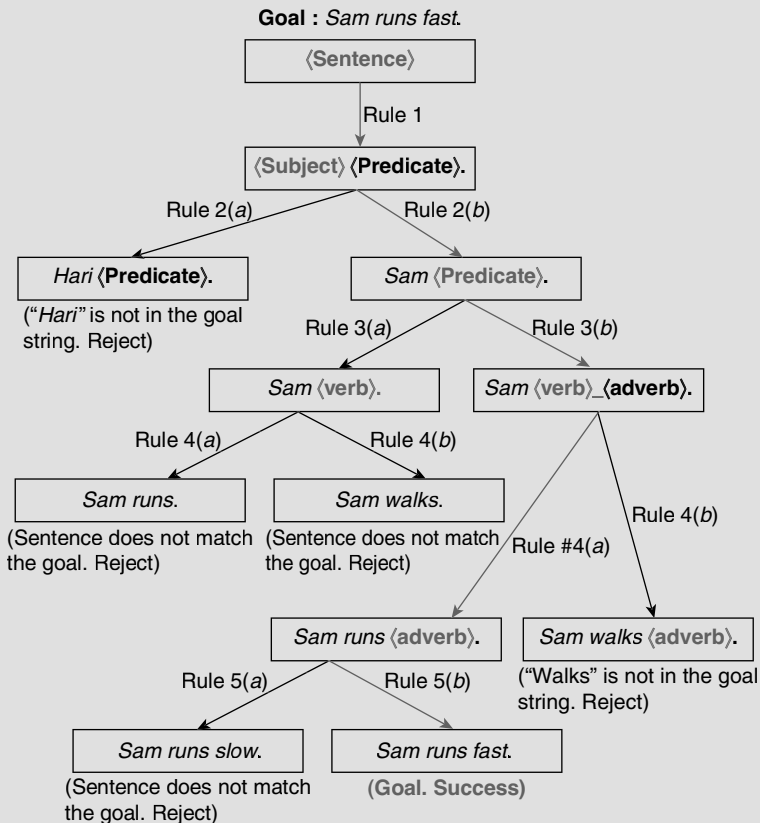 Goal : Sam runs fast.
⟨Sentence⟩
Rule 1
⟨Subject⟩ ⟨Predicate⟩.
Rule 2(a)
Rule 2(b)
Hari ⟨Predicate⟩.
Sam ⟨Predicate⟩.
(“Hari” is not in the goal
string. Reject)
Rule 3(a)
Rule 3(b)
Sam ⟨verb⟩.
Sam ⟨verb⟩_⟨adverb⟩.
Rule 4(a)
Rule 4(b)
Sam runs.
Sam walks.
(Sentence does not match
the goal. Reject)
(Sentence does not match
the goal. Reject)
Rule #4(a)
Rule 4(b)
Sam runs ⟨adverb⟩.
Sam walks ⟨adverb⟩.
(“Walks” is not in the goal
string. Reject)
Rule 5(a)
Rule 5(b)
Sam runs slow.
Sam runs fast.
(Sentence does not match
the goal. Reject)
(Goal. Success)